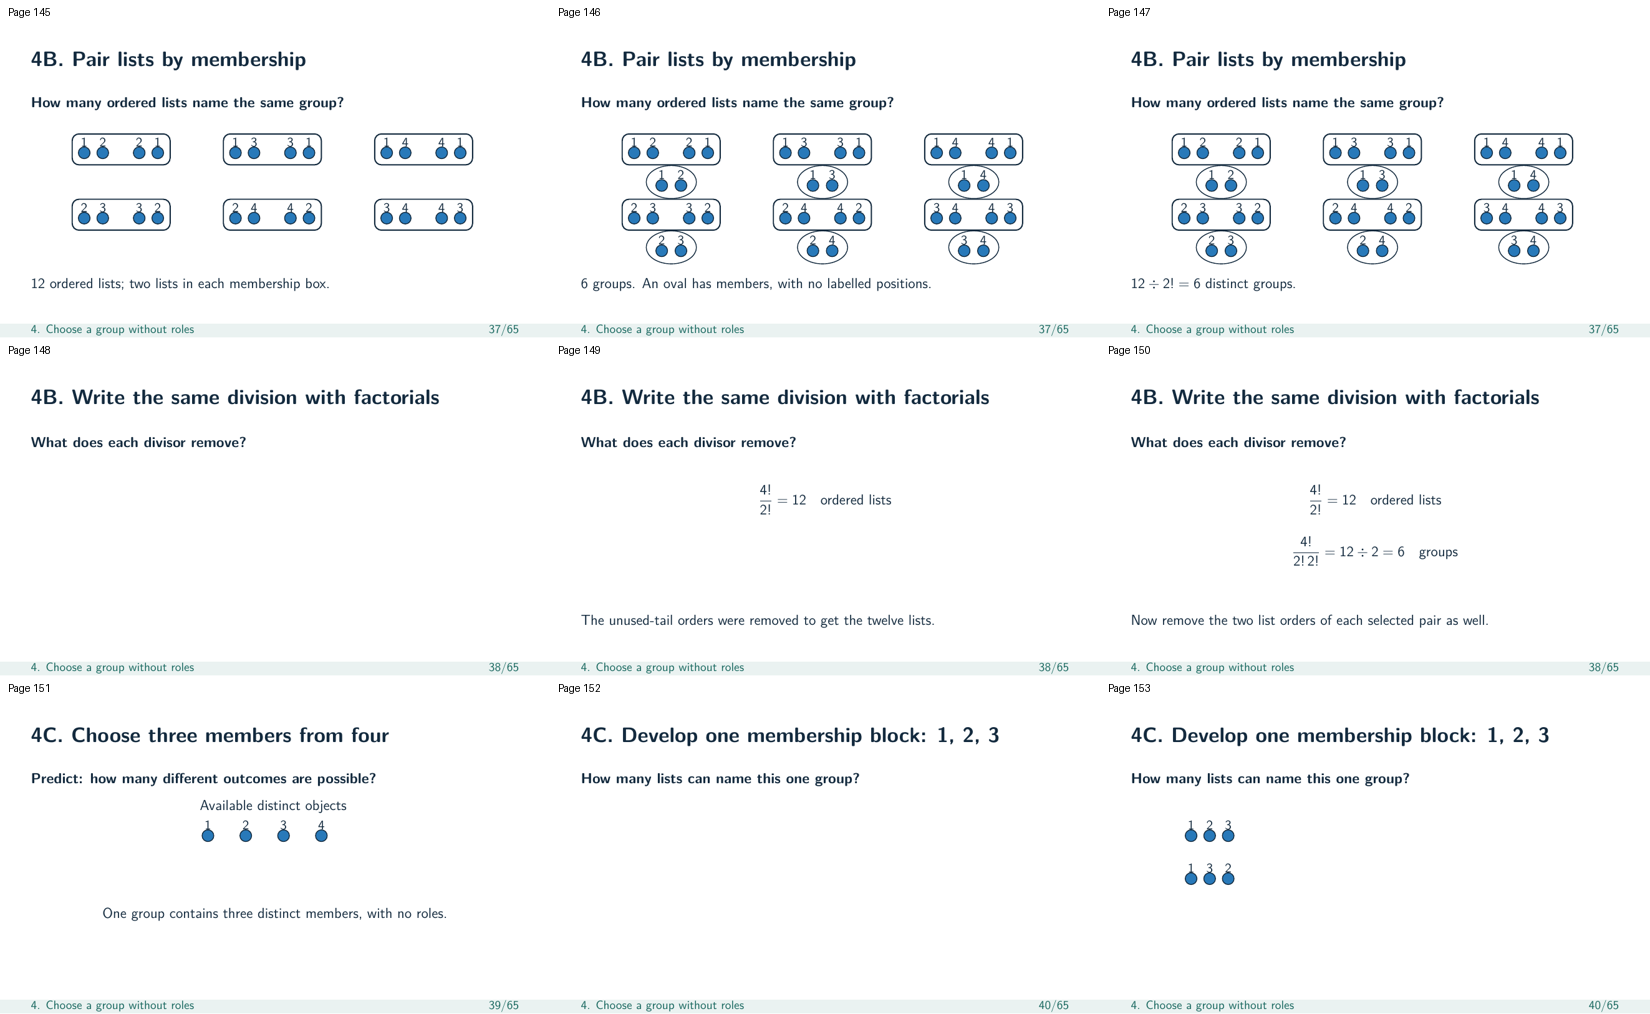 Page 145
4B. Pair lists by membership
How many ordered lists name the same group?
1 2 2 1 1 3 3 1 1 4 4 1
2 3 3 2 2 4 4 2 3 4 4 3
12 ordered lists; two lists in each membership box.
4. Choose a group without roles 37/65
Page 146
4B. Pair lists by membership
How many ordered lists name the same group?
1 2 2 1 1 3 3 1 1 4 4 1
1 2 1 3 1 4
2 3 3 2 2 4 4 2 3 4 4 3
2 3 2 4 3 4
6 groups. An oval has members, with no labelled positions.
4. Choose a group without roles 37/65
Page 147
4B. Pair lists by membership
How many ordered lists name the same group?
1 2 2 1 1 3 3 1 1 4 4 1
1 2 1 3 1 4
2 3 3 2 2 4 4 2 3 4 4 3
2 3 2 4 3 4
12 ÷ 2! = 6 distinct groups.
4. Choose a group without roles 37/65
Page 148
4B. Write the same division with factorials
What does each divisor remove?
4. Choose a group without roles 38/65
Page 149
4B. Write the same division with factorials
What does each divisor remove?
4!/2! = 12 ordered lists
The unused-tail orders were removed to get the twelve lists.
4. Choose a group without roles 38/65
Page 150
4B. Write the same division with factorials
What does each divisor remove?
4!/2! = 12 ordered lists
4!/2! 2! = 12 ÷ 2 = 6 groups
Now remove the two list orders of each selected pair as well.
4. Choose a group without roles 38/65
Page 151
4C. Choose three members from four
Predict: how many different outcomes are possible?
Available distinct objects
1 2 3 4
One group contains three distinct members, with no roles.
4. Choose a group without roles 39/65
Page 152
4C. Develop one membership block: 1, 2, 3
How many lists can name this one group?
4. Choose a group without roles 40/65
Page 153
4C. Develop one membership block: 1, 2, 3
How many lists can name this one group?
1 2 3
1 3 2
4. Choose a group without roles 40/65